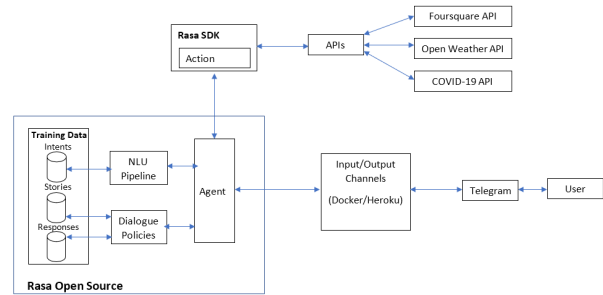 Foursquare API
Rasa SDK
Action
APIs
Open Weather API
COVID-19 API
Training Data
Intents
NLU
Pipeline
Stories
Agent
Dialogue
Policies
Responses
Rasa Open Source
Input/Output
Channels
(Docker/Heroku)
Telegram
User